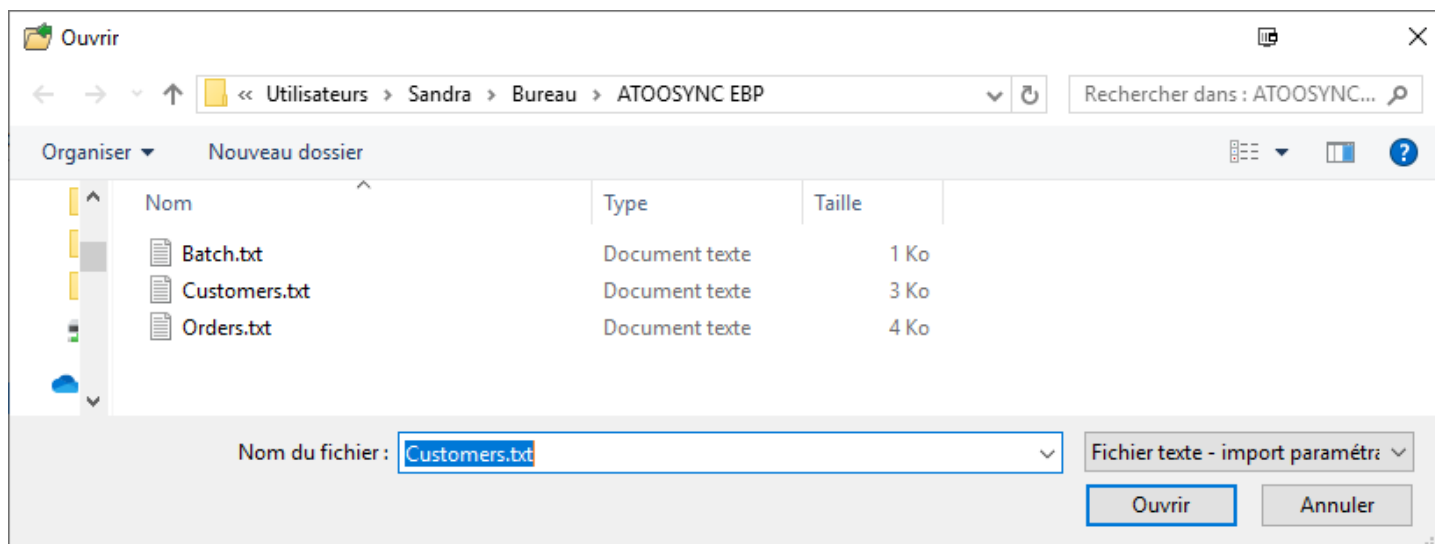 Ouvrir
« Utilisateurs > Sandra > Bureau > ATOOSYNC EBP Rechercher dans : ATOOSYNC...
Organiser Nouveau dossier ?
Nom Type Taille
Batch.txt Document texte 1 Ko
Customers.txt Document texte 3 Ko
Orders.txt Document texte 4 Ko
Nom du fichier : Customers.txt Fichier texte - import paramétra
Ouvrir Annuler